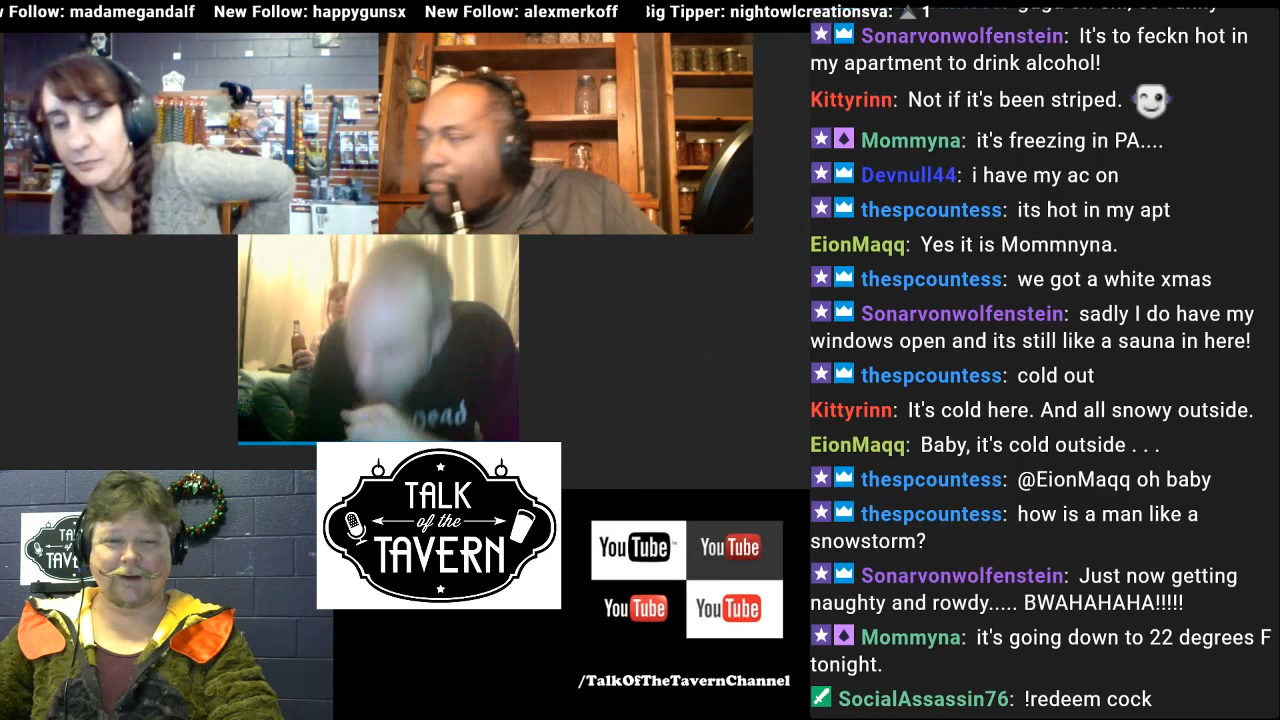 w Follow: madamegandalf New Follow: happygunsx New Follow: alexmerkoff Big Tipper: nightowlcreationsva: 1
Sonarvonwolfenstein: It's to feckn hot in
my apartment to drink alcohol!
Kittyrinn: Not if it's been striped.
Mommyna: it's freezing in PA....
Devnull44: i have my ac on
thespcountess: its hot in my apt
EionMaqq: Yes it is Mommnyna.
thespcountess: we got a white xmas
Sonarvonwolfenstein: sadly I do have my
windows open and its still like a sauna in here!
thespcountess: cold out
Kittyrinn: It's cold here. And all snowy outside.
EionMaqq: Baby, it's cold outside . . .
thespcountess: @EionMaqq oh baby
thespcountess: how is a man like a
snowstorm?
Sonarvonwolfenstein: Just now getting
naughty and rowdy..... BWAHAHAHA!!!!!
Mommyna: it's going down to 22 degrees F
tonight.
SocialAssassin76: !redeem cock
TALK
of the
TAVERN
YouTube™
YouTube
YouTube
YouTube
/TalkOfTheTavernChannel